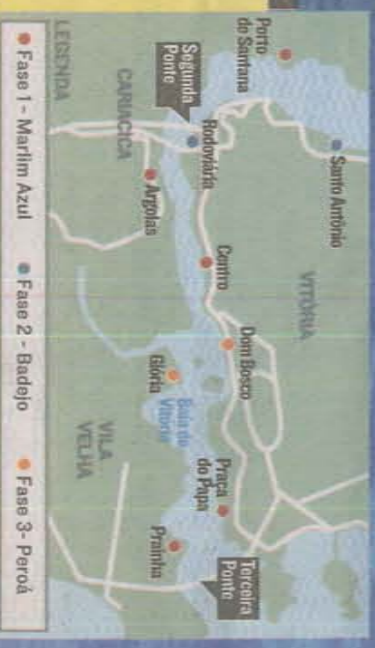 Porto
de Santana
Santo Antônio
Segunda
Ponte
Rodoviária
VITÓRIA
CARIACICA
Argolas
Centro
Dom Bosco
Glória
Baía de
Vitória
Praça
do Papa
VILA
VELHA
Prainha
Terceira
Ponte
LEGENDA
Fase 1- Marlim Azul
Fase 2 - Badejo
Fase 3- Peroá